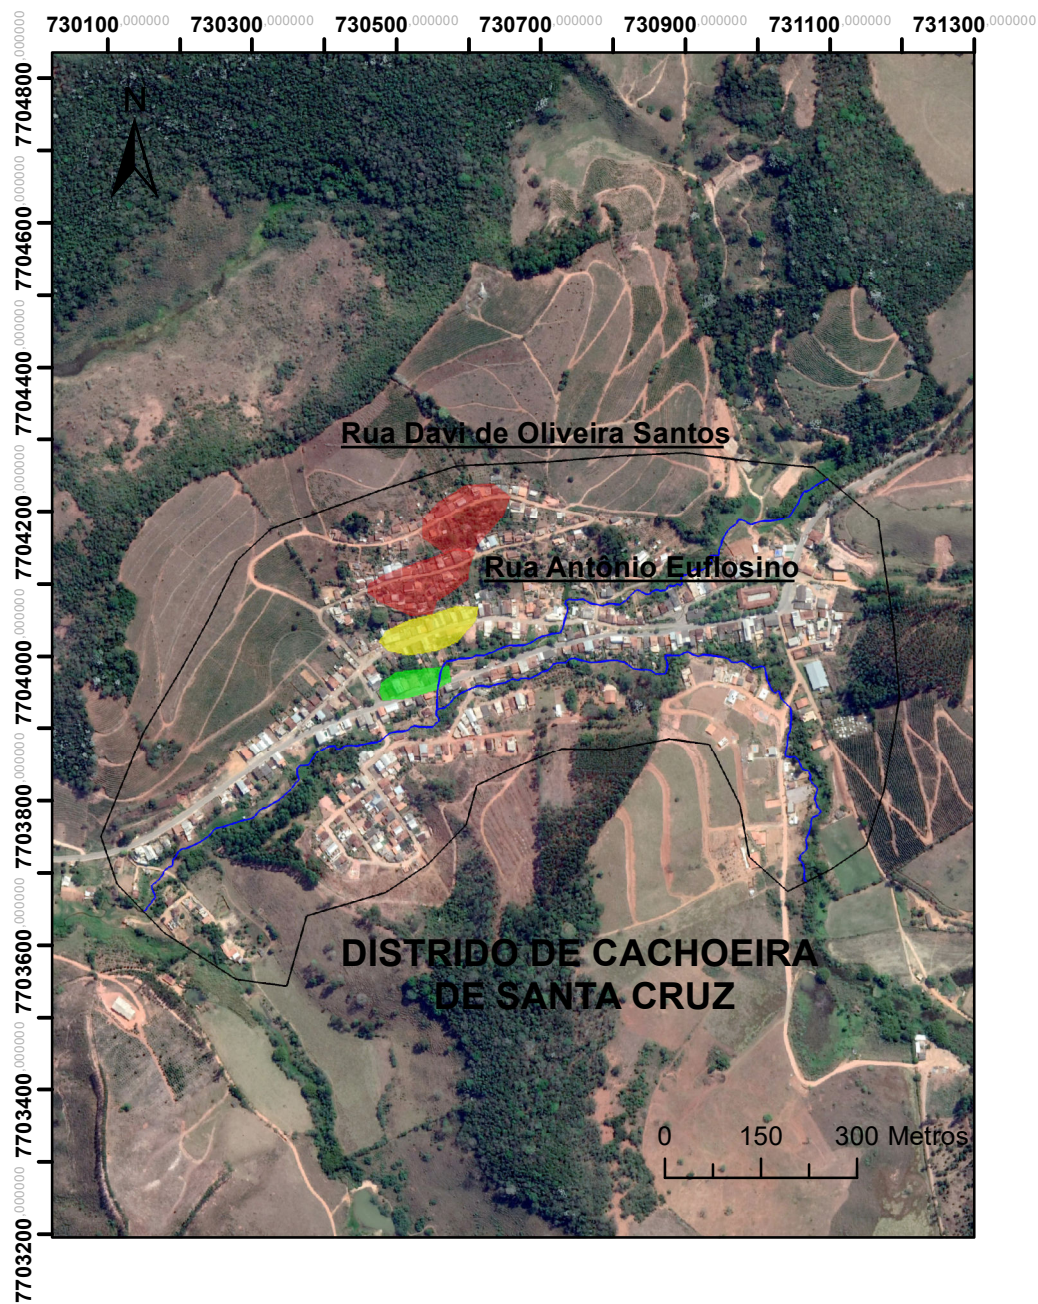 730100,000000 730300,000000 730500,000000 730700,000000 730900,000000 731100,000000 731300,000000
7704800,000000
N
7704600,000000
7704400,000000
Rua Davi de Oliveira Santos
7704200,000000
Rua Antônio Euflosino
7704000,000000
7703800,000000
7703600,000000
DISTRIDO DE CACHOEIRA
DE SANTA CRUZ
7703400,000000
0 150 300 Metros
7703200,000000